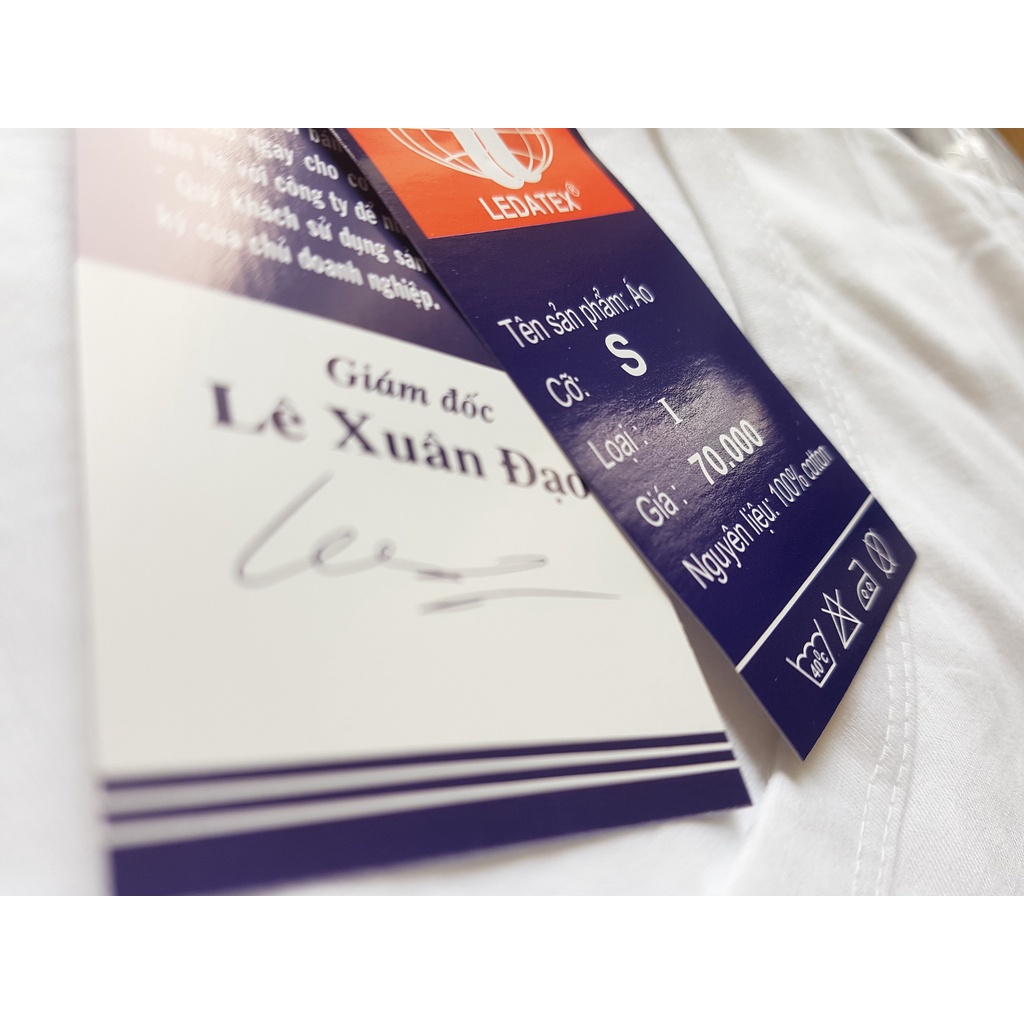 ngay cho
với công ty để
Quý khách sử dụng
ký của chủ doanh nghiệp.
Giám đốc
Lê Xuân Đạo
LEDATEX®
Tên sản phẩm: Áo
Cỡ: S
Loại : I
Giá : 70.000
Nguyên liệu: 100% cotton
40°C